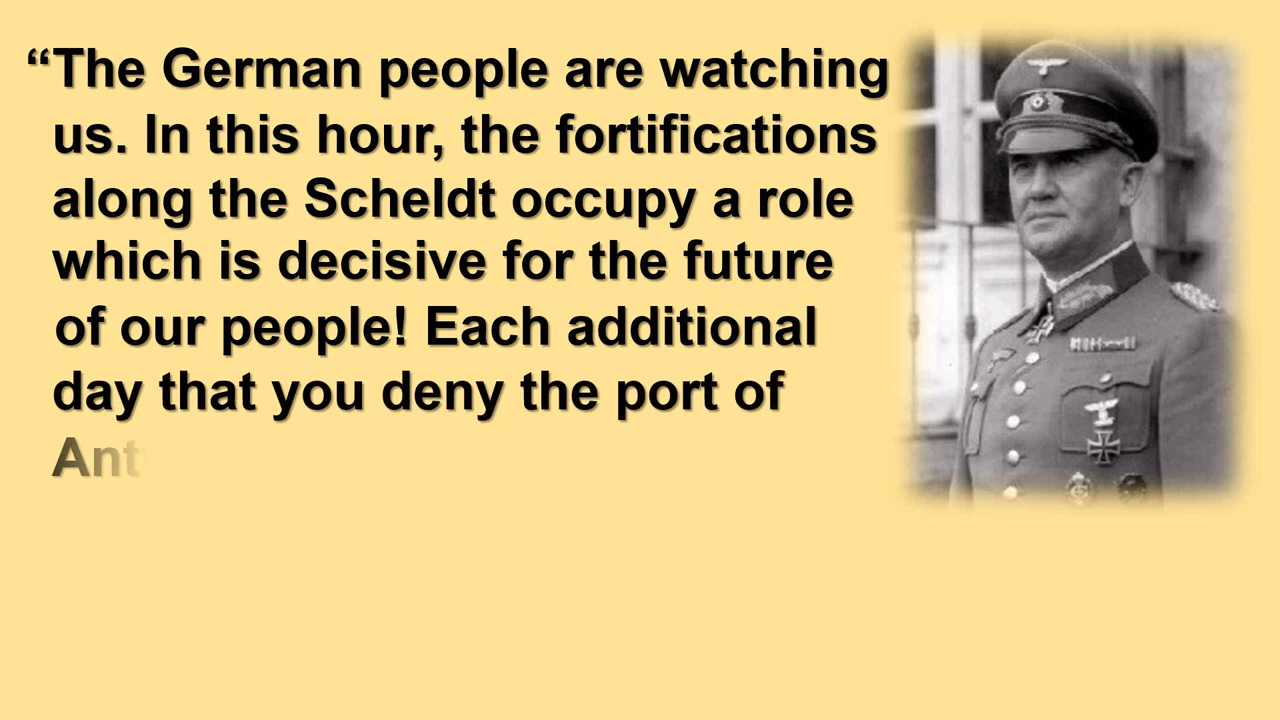 “The German people are watching
us. In this hour, the fortifications
along the Scheldt occupy a role
which is decisive for the future
of our people! Each additional
day that you deny the port of
Ant